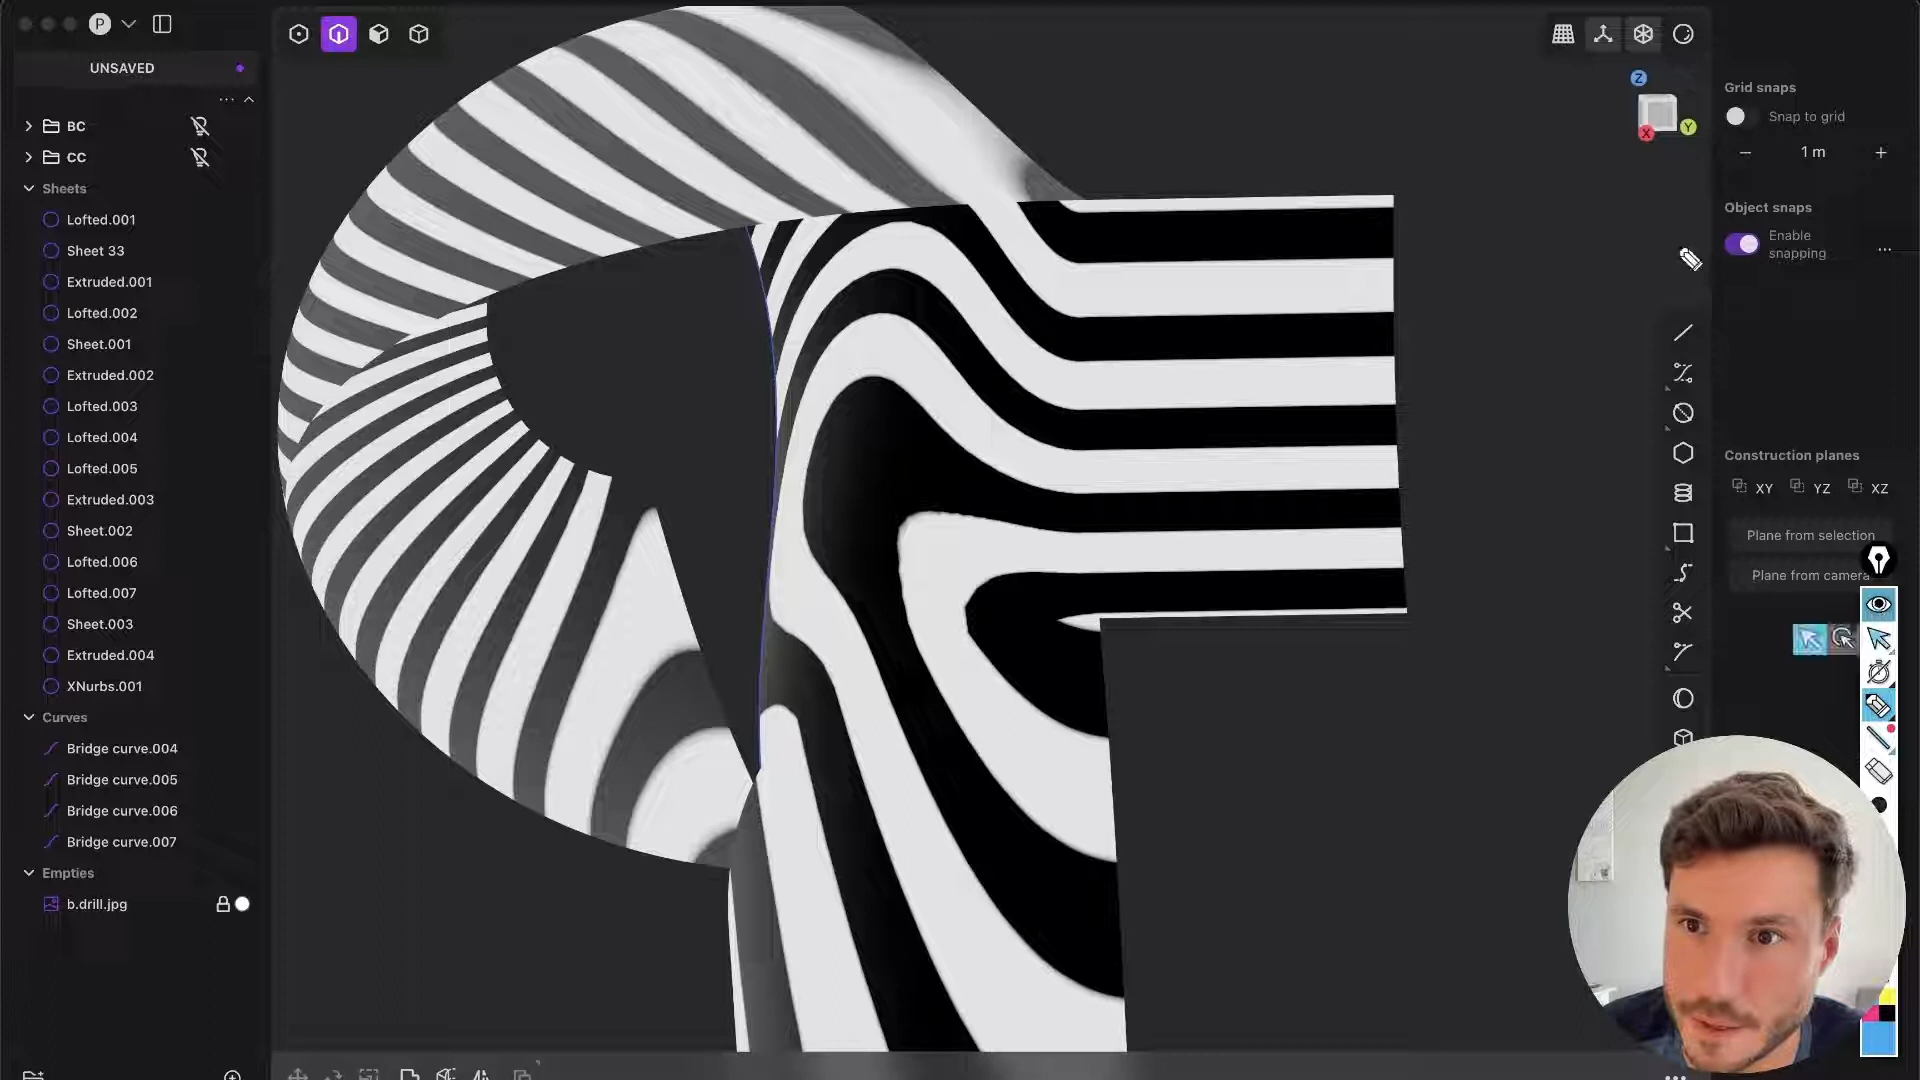 P
UNSAVED
BC
CC
Sheets
Lofted.001
Sheet 33
Extruded.001
Lofted.002
Sheet.001
Extruded.002
Lofted.003
Lofted.004
Lofted.005
Extruded.003
Sheet.002
Lofted.006
Lofted.007
Sheet.003
Extruded.004
XNurbs.001
Curves
Bridge curve.004
Bridge curve.005
Bridge curve.006
Bridge curve.007
Empties
b.drill.jpg
Z
X
Y
Grid snaps
Snap to grid
1 m
Object snaps
Enable
snapping
Construction planes
XY YZ XZ
Plane from selection
Plane from camera